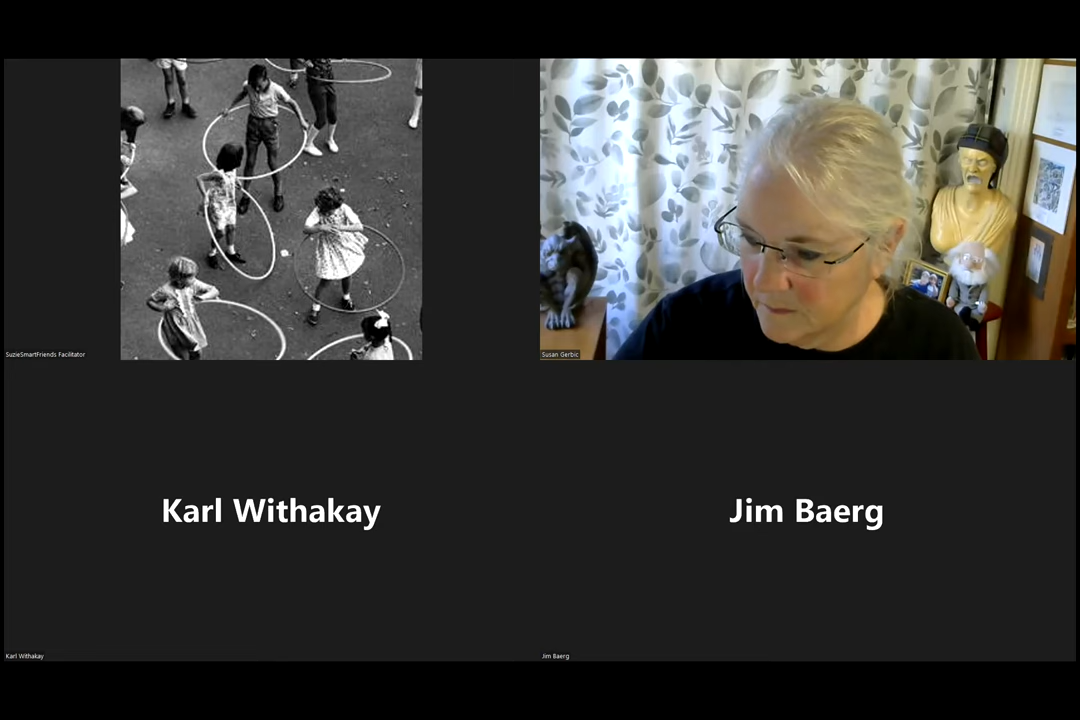 SuzieSmartFriends Facilitator
Susan Gerbic
Karl Withakay
Jim Baerg
Karl Withakay
Jim Baerg